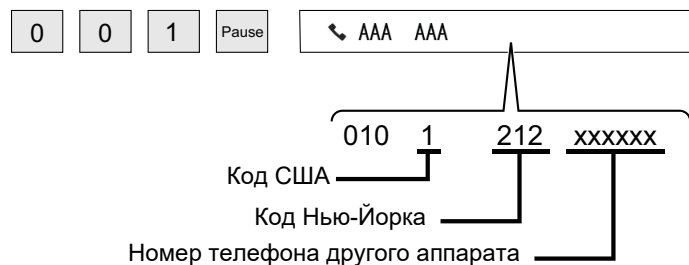 0 0 1 Pause AAA AAA
010 1 212 xxxxxx
Код США
Код Нью-Йорка
Номер телефона другого аппарата